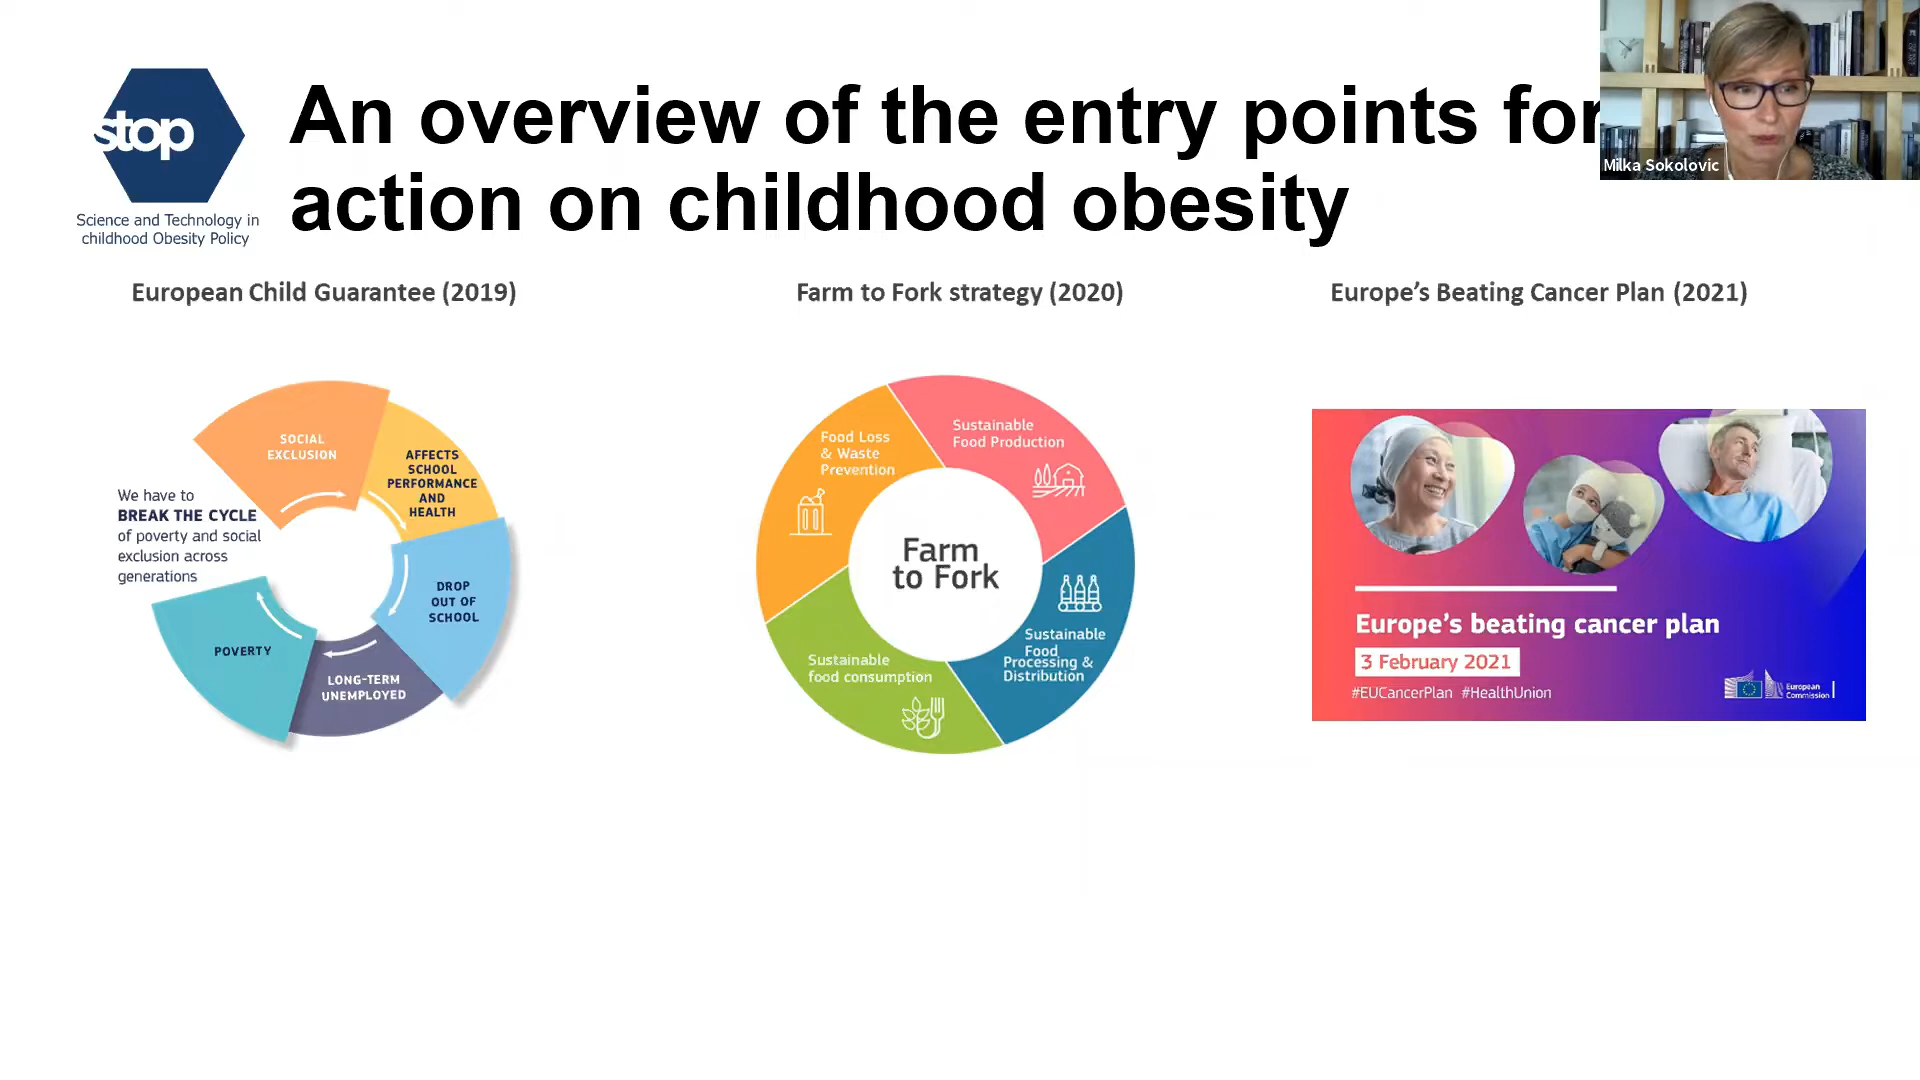 stop
Science and Technology in
childhood Obesity Policy
An overview of the entry points for
action on childhood obesity
Milka Sokolovic
European Child Guarantee (2019)
Farm to Fork strategy (2020)
Europe’s Beating Cancer Plan (2021)
SOCIAL
EXCLUSION
AFFECTS
SCHOOL
PERFORMANCE
AND
HEALTH
DROP
OUT OF
SCHOOL
LONG-TERM
UNEMPLOYED
POVERTY
We have to
BREAK THE CYCLE
of poverty and social
exclusion across
generations
Food Loss
& Waste
Prevention
Sustainable
Food Production
Farm
to Fork
Sustainable
Food
Processing &
Distribution
Sustainable
food consumption
Europe’s beating cancer plan
3 February 2021
#EUCancerPlan #HealthUnion
European
Commission